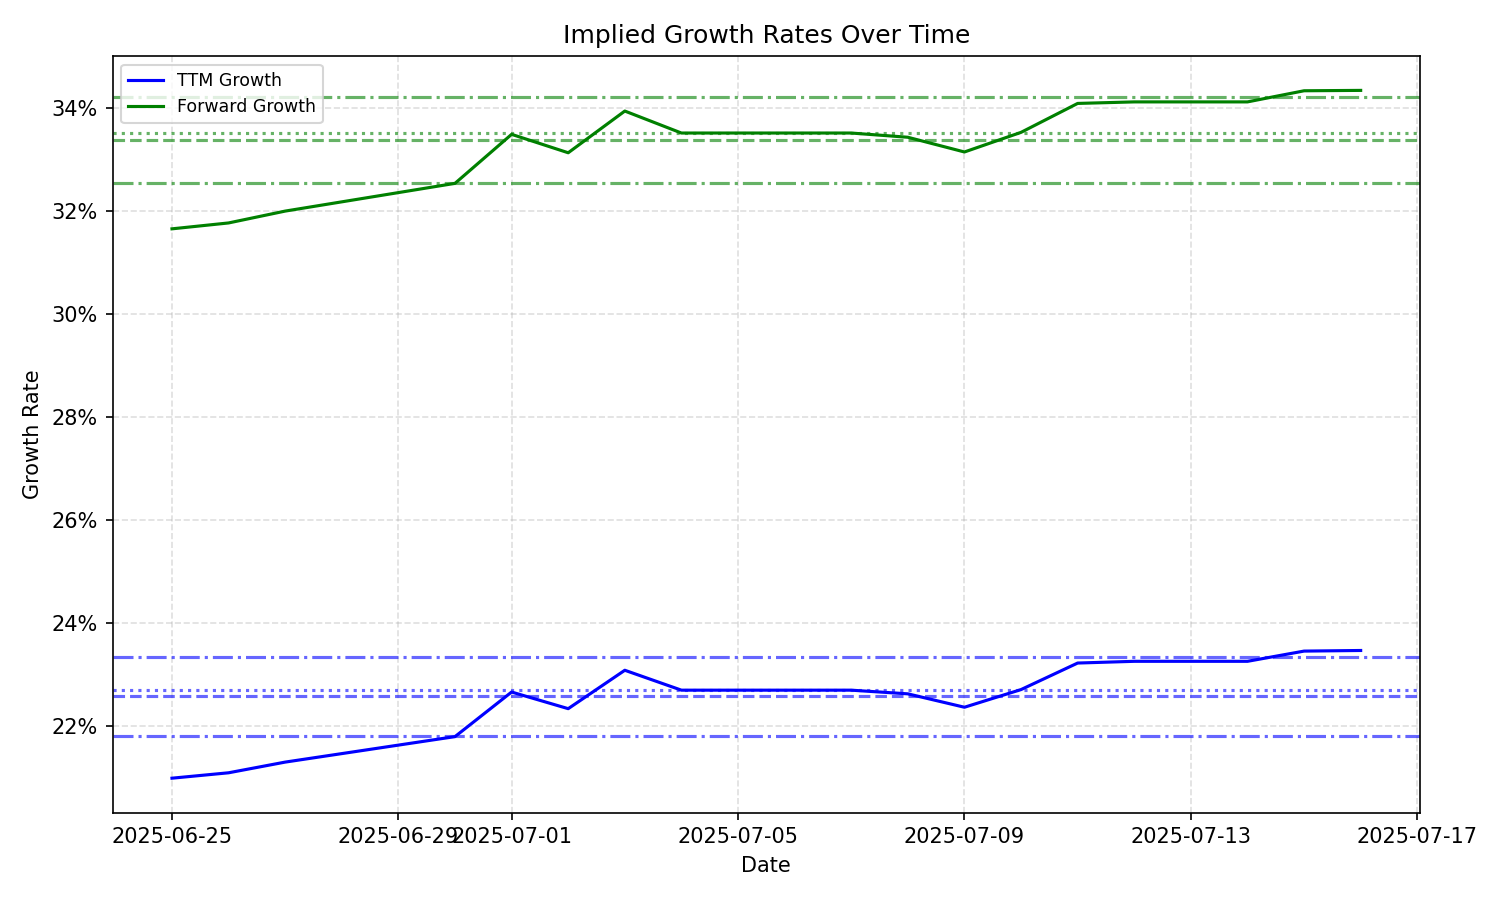 Implied Growth Rates Over Time
TTM Growth
Forward Growth
34%
32%
30%
28%
26%
24%
22%
Growth Rate
2025-06-25
2025-06-29
2025-07-01
2025-07-05
2025-07-09
2025-07-13
2025-07-17
Date